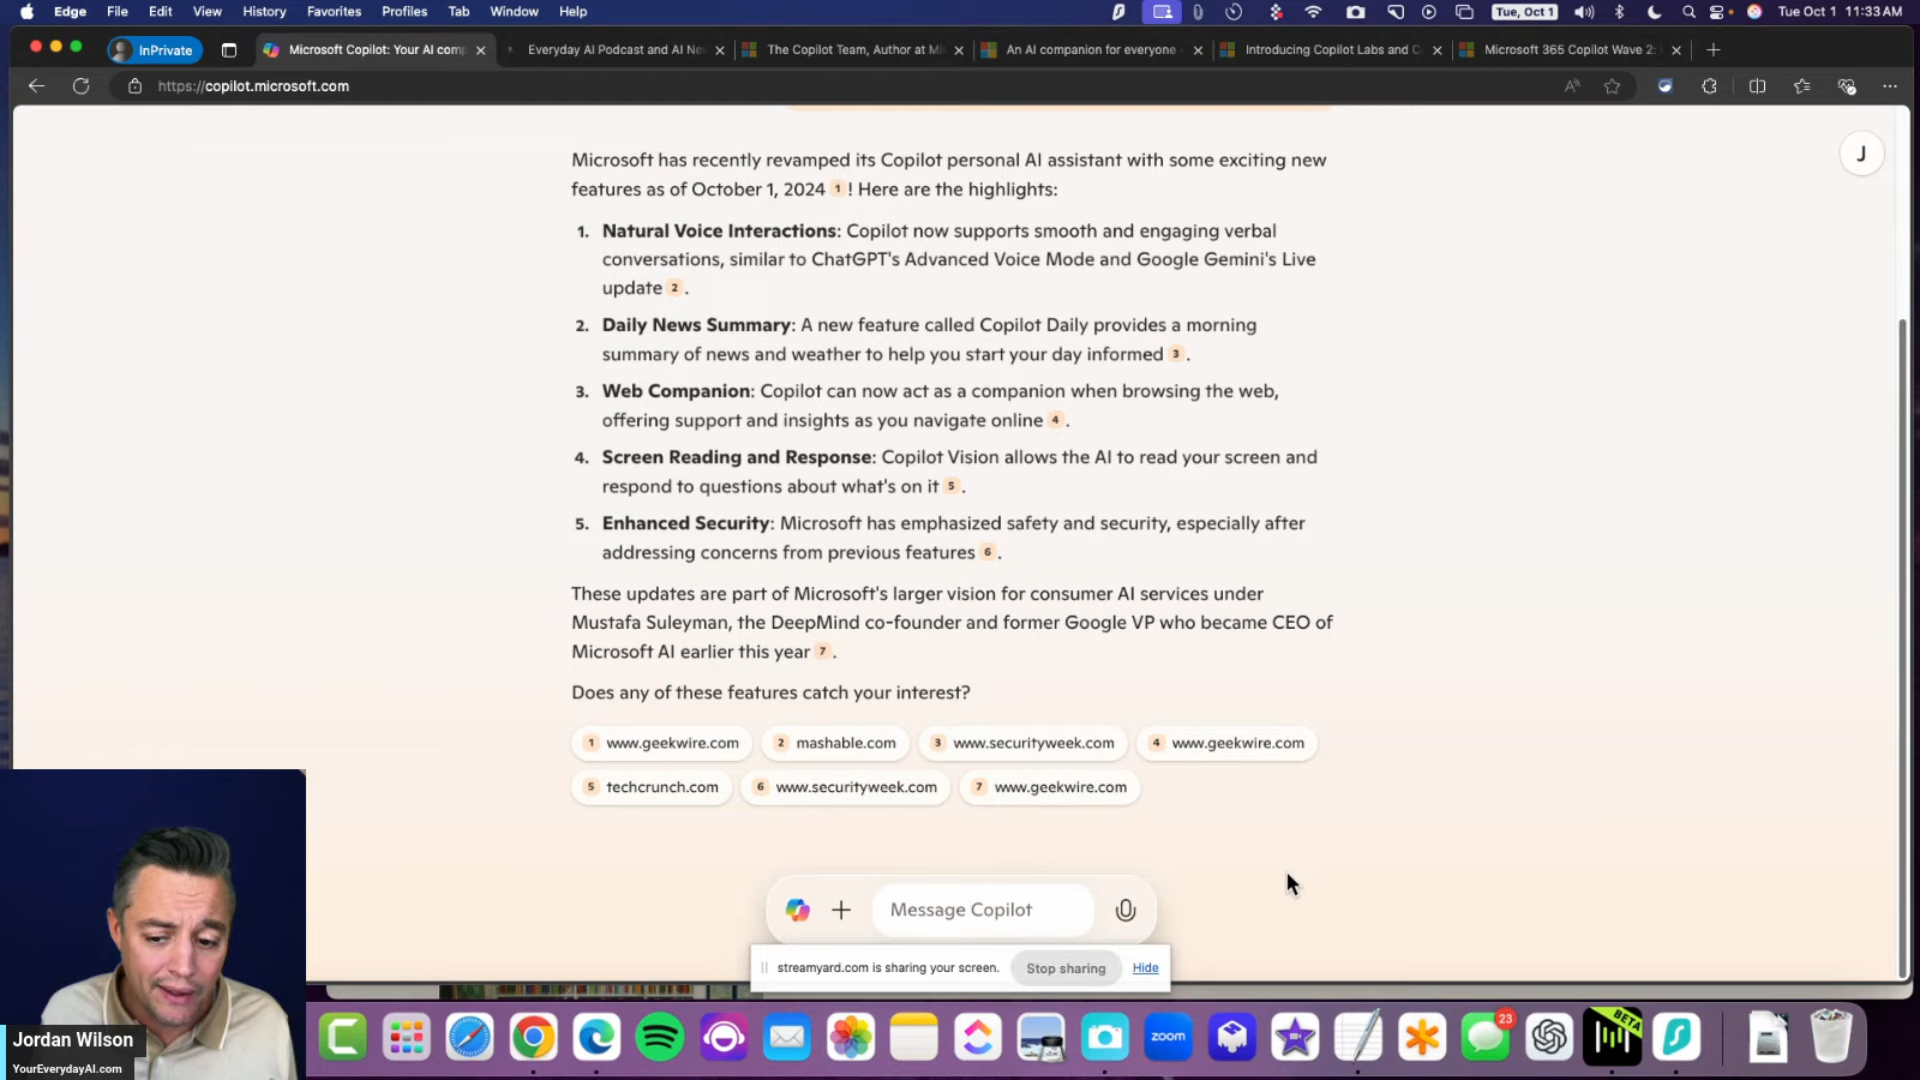 Edge File Edit View History Favorites Profiles Tab Window Help
Tue, Oct 1
Tue Oct 1 11:33 AM
InPrivate
Microsoft Copilot: Your AI comp
Everyday AI Podcast and AI Ne
The Copilot Team, Author at Mi
An AI companion for everyone
Introducing Copilot Labs and C
Microsoft 365 Copilot Wave 2:
https://copilot.microsoft.com
J
Microsoft has recently revamped its Copilot personal AI assistant with some exciting new
features as of October 1, 2024 1 ! Here are the highlights:
1. Natural Voice Interactions: Copilot now supports smooth and engaging verbal
conversations, similar to ChatGPT's Advanced Voice Mode and Google Gemini's Live
update 2 .
2. Daily News Summary: A new feature called Copilot Daily provides a morning
summary of news and weather to help you start your day informed 3 .
3. Web Companion: Copilot can now act as a companion when browsing the web,
offering support and insights as you navigate online 4 .
4. Screen Reading and Response: Copilot Vision allows the AI to read your screen and
respond to questions about what's on it 5 .
5. Enhanced Security: Microsoft has emphasized safety and security, especially after
addressing concerns from previous features 6 .
These updates are part of Microsoft's larger vision for consumer AI services under
Mustafa Suleyman, the DeepMind co-founder and former Google VP who became CEO of
Microsoft AI earlier this year 7 .
Does any of these features catch your interest?
1 www.geekwire.com 2 mashable.com 3 www.securityweek.com 4 www.geekwire.com
5 techcrunch.com 6 www.securityweek.com 7 www.geekwire.com
Message Copilot
streamyard.com is sharing your screen. Stop sharing Hide
zoom
23
BETA
Jordan Wilson
YourEverydayAI.com